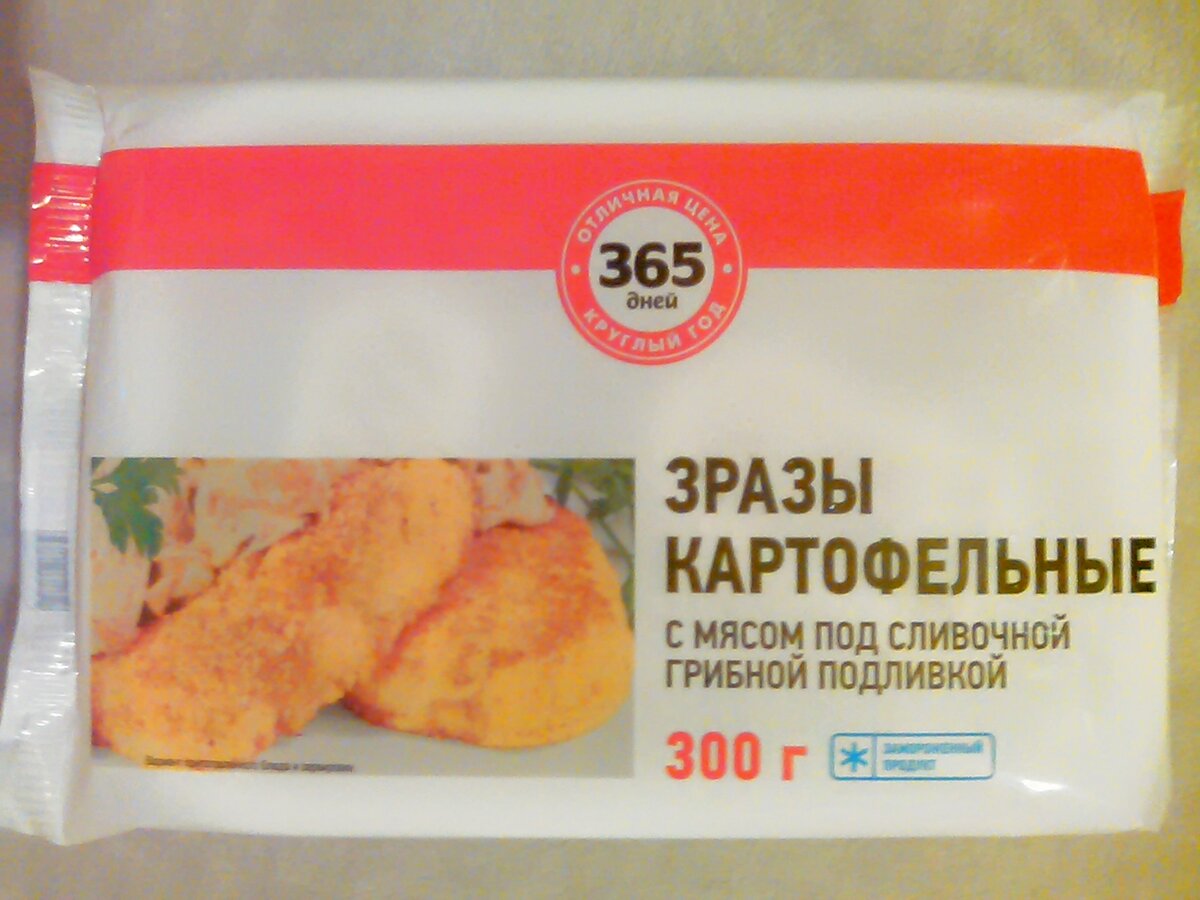 ОТЛИЧНАЯ ЦЕНА
365
дней
КРУГЛЫЙ ГОД
ЗРАЗЫ
КАРТОФЕЛЬНЫЕ
С МЯСОМ ПОД СЛИВОЧНОЙ
ГРИБНОЙ ПОДЛИВКОЙ
300 г
ЗАМОРОЖЕННЫЙ
ПРОДУКТ